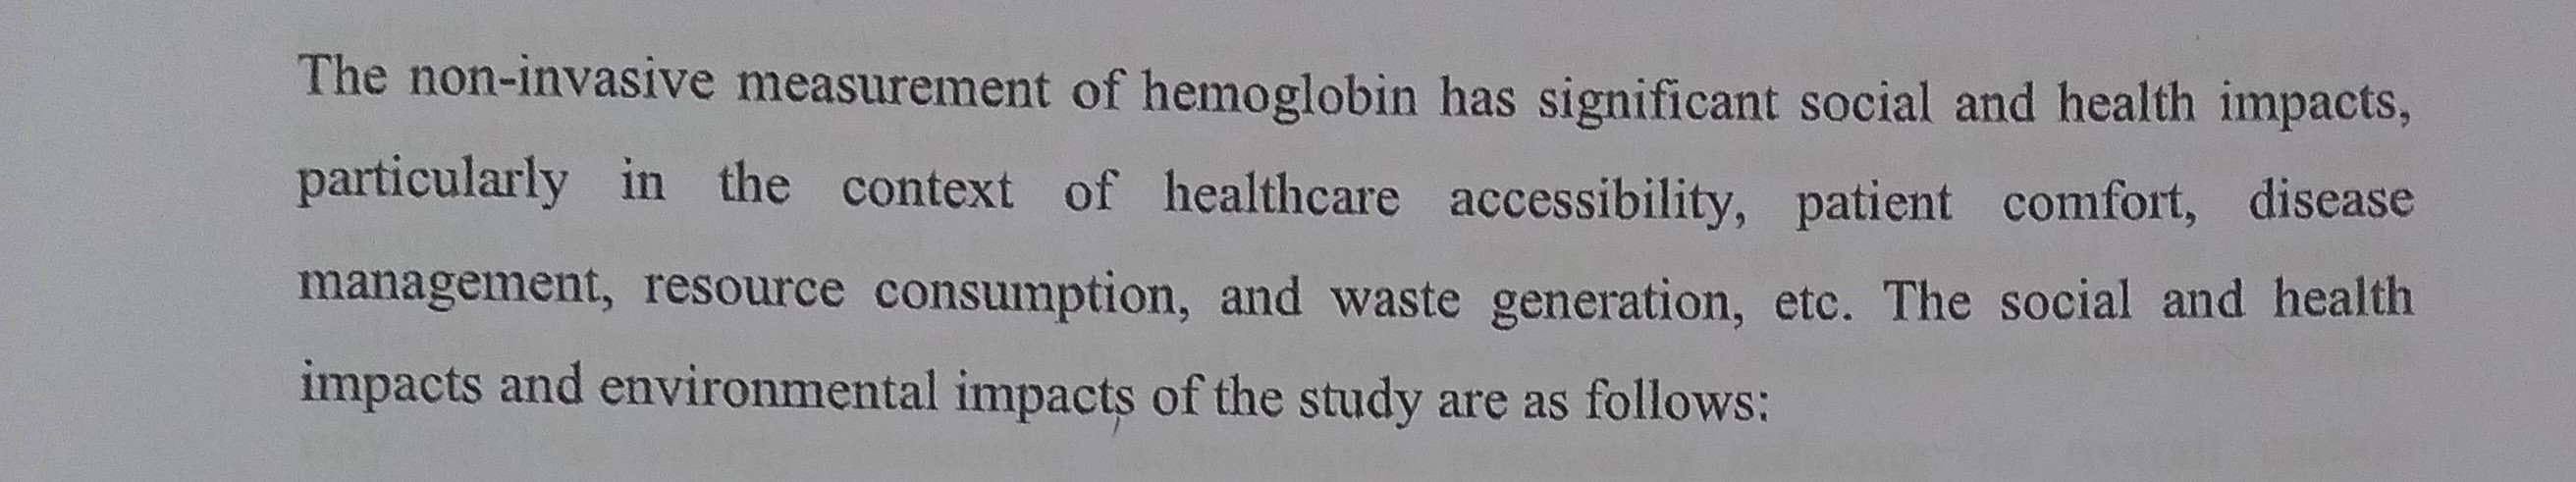 The non-invasive measurement of hemoglobin has significant social and health impacts,
particularly in the context of healthcare accessibility, patient comfort, disease
management, resource consumption, and waste generation, etc. The social and health
impacts and environmental impacts of the study are as follows: